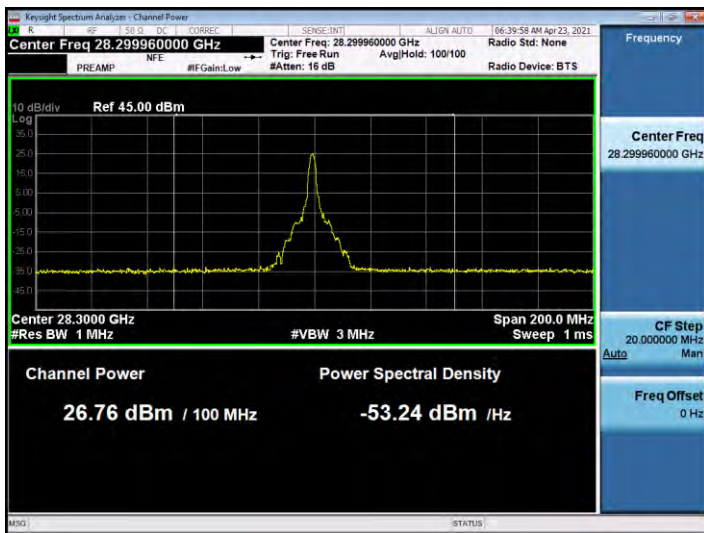 Keysight Spectrum Analyzer - Channel Power
R RF 50 Ω DC CORREC SENSE:INT ALIGN AUTO 06:39:58 AM Apr 23, 2021
Center Freq 28.299960000 GHz
Center Freq: 28.299960000 GHz
Radio Std: None
NFE
Trig: Free Run Avg|Hold: 100/100
PREAMP #IFGain:Low #Atten: 16 dB Radio Device: BTS
Frequency
10 dB/div Ref 45.00 dBm
Log
35.0
25.0
15.0
5.00
-5.00
-15.0
-25.0
-35.0
-45.0
Center 28.3000 GHz Span 200.0 MHz
#Res BW 1 MHz #VBW 3 MHz Sweep 1 ms
Channel Power Power Spectral Density
26.76 dBm / 100 MHz -53.24 dBm /Hz
Center Freq
28.299960000 GHz
CF Step
20.000000 MHz
Auto Man
Freq Offset
0 Hz
MSG STATUS